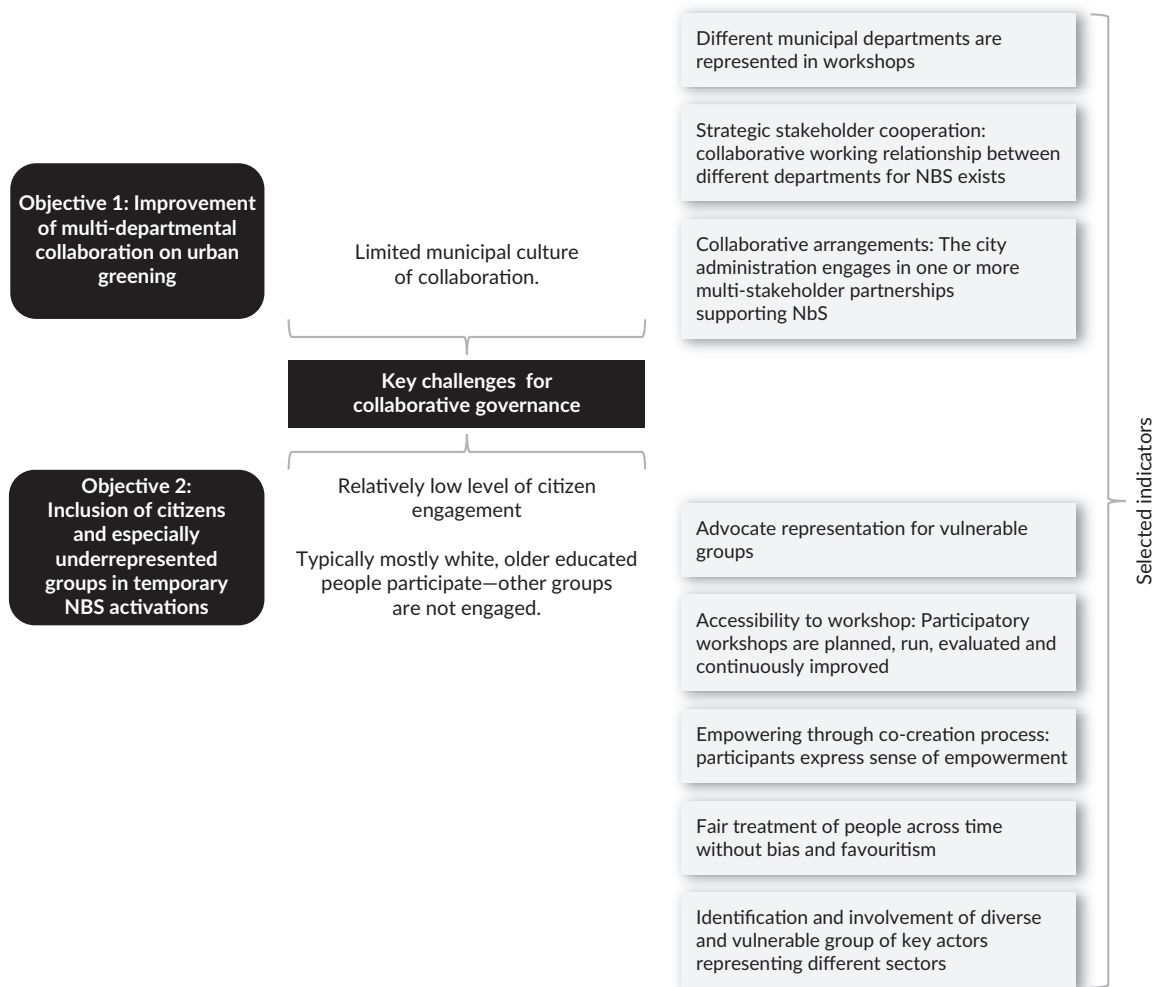 Objective 1: Improvement
of multi-departmental
collaboration on urban
greening
Limited municipal culture
of collaboration.
Different municipal departments are
represented in workshops
Strategic stakeholder cooperation:
collaborative working relationship between
different departments for NBS exists
Collaborative arrangements: The city
administration engages in one or more
multi-stakeholder partnerships
supporting NbS
Key challenges for
collaborative governance
Objective 2:
Inclusion of citizens
and especially
underrepresented
groups in temporary
NBS activations
Relatively low level of citizen
engagement
Typically mostly white, older educated
people participate—other groups
are not engaged.
Advocate representation for vulnerable
groups
Accessibility to workshop: Participatory
workshops are planned, run, evaluated and
continuously improved
Empowering through co-creation process:
participants express sense of empowerment
Fair treatment of people across time
without bias and favouritism
Identification and involvement of diverse
and vulnerable group of key actors
representing different sectors
Selected indicators